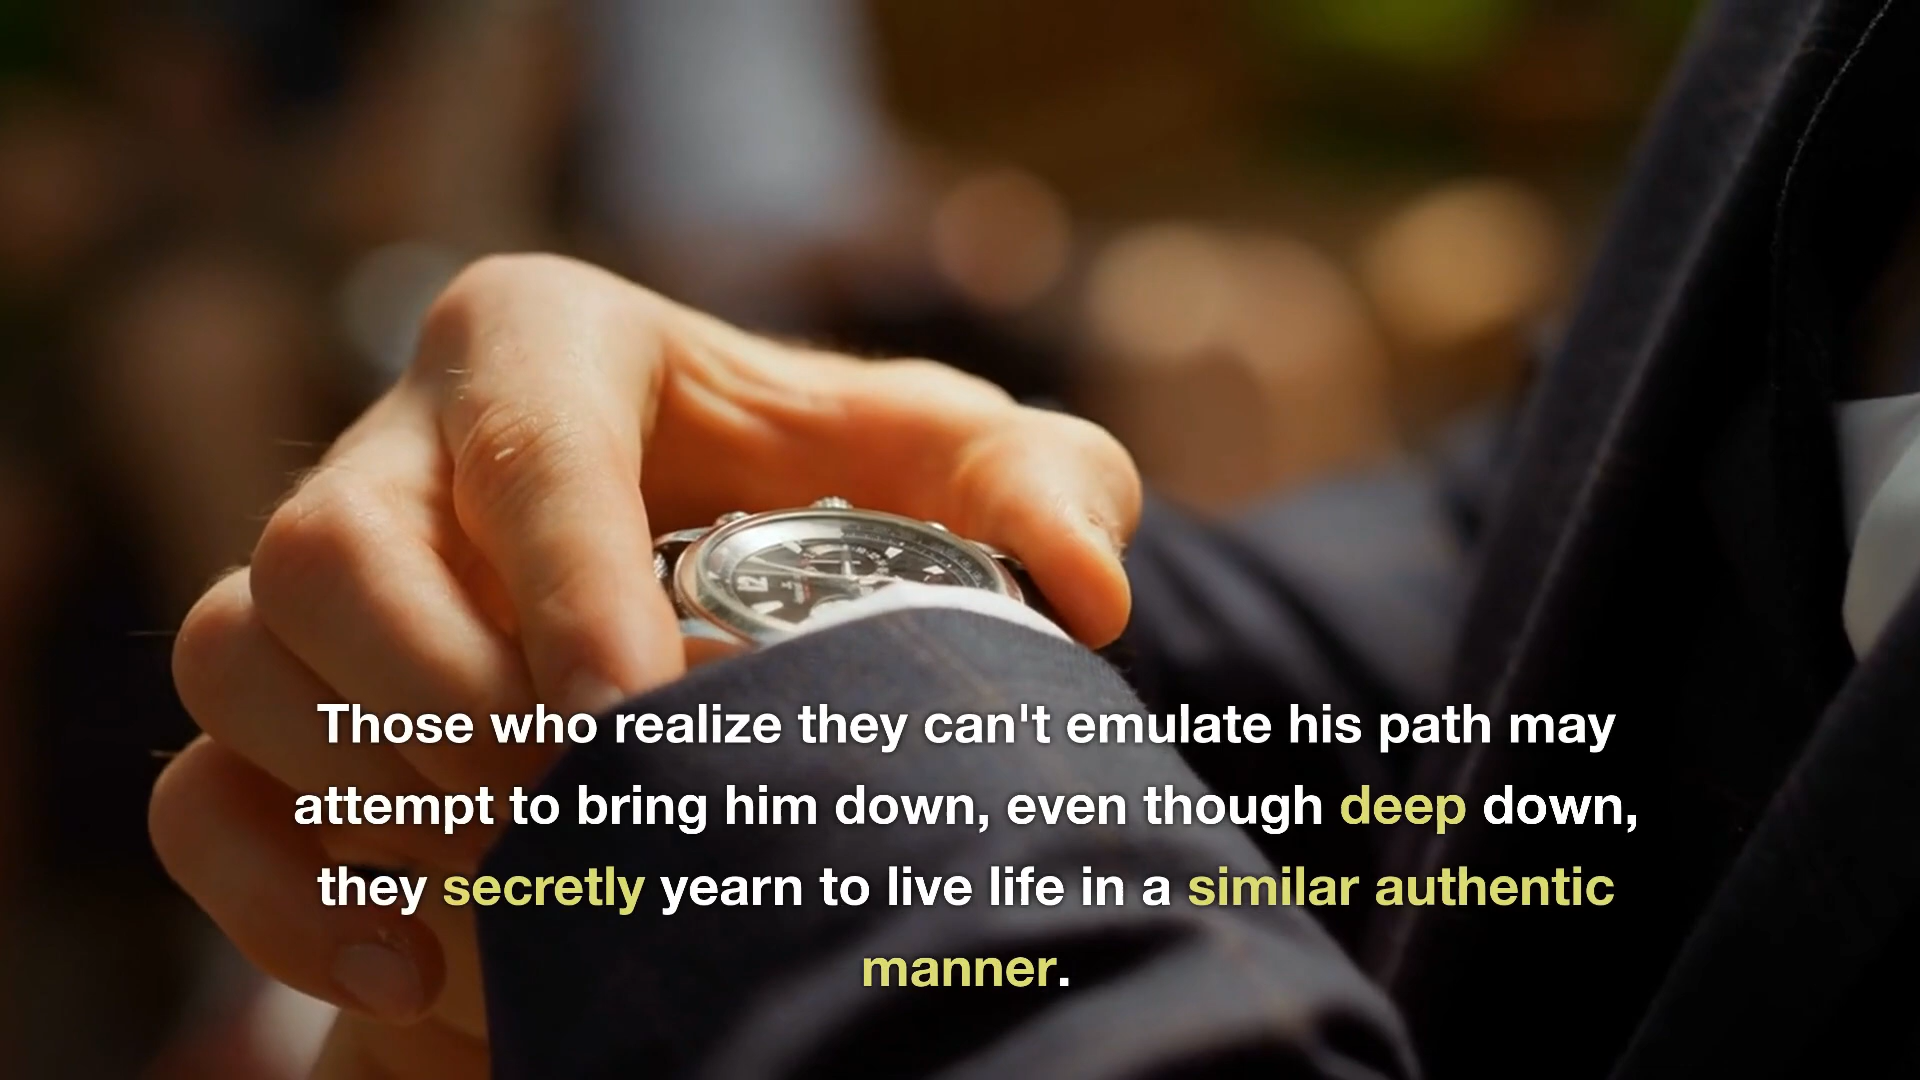 12
Those who realize they can't emulate his path may
attempt to bring him down, even though deep down,
they secretly yearn to live life in a similar authentic
manner.